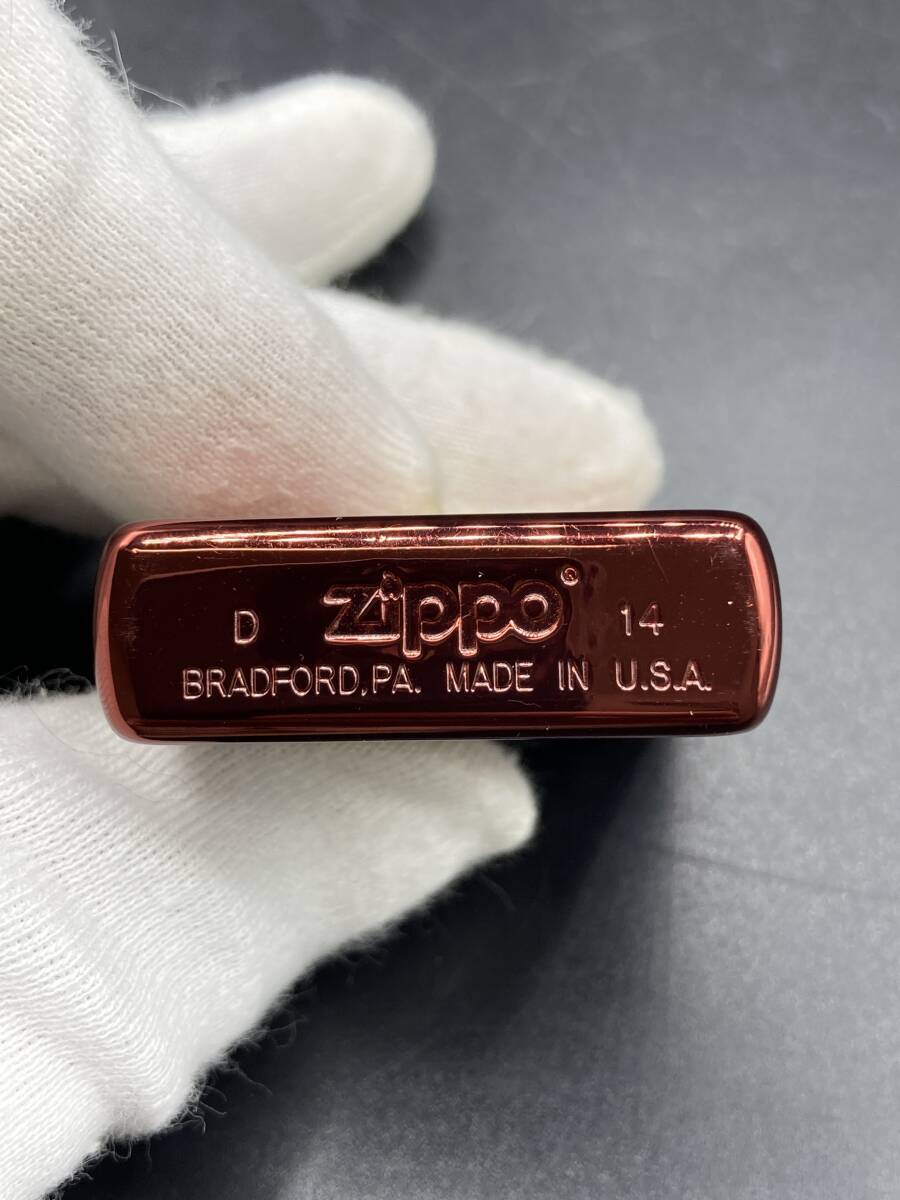 D zippo® 14
BRADFORD, PA. MADE IN U.S.A.